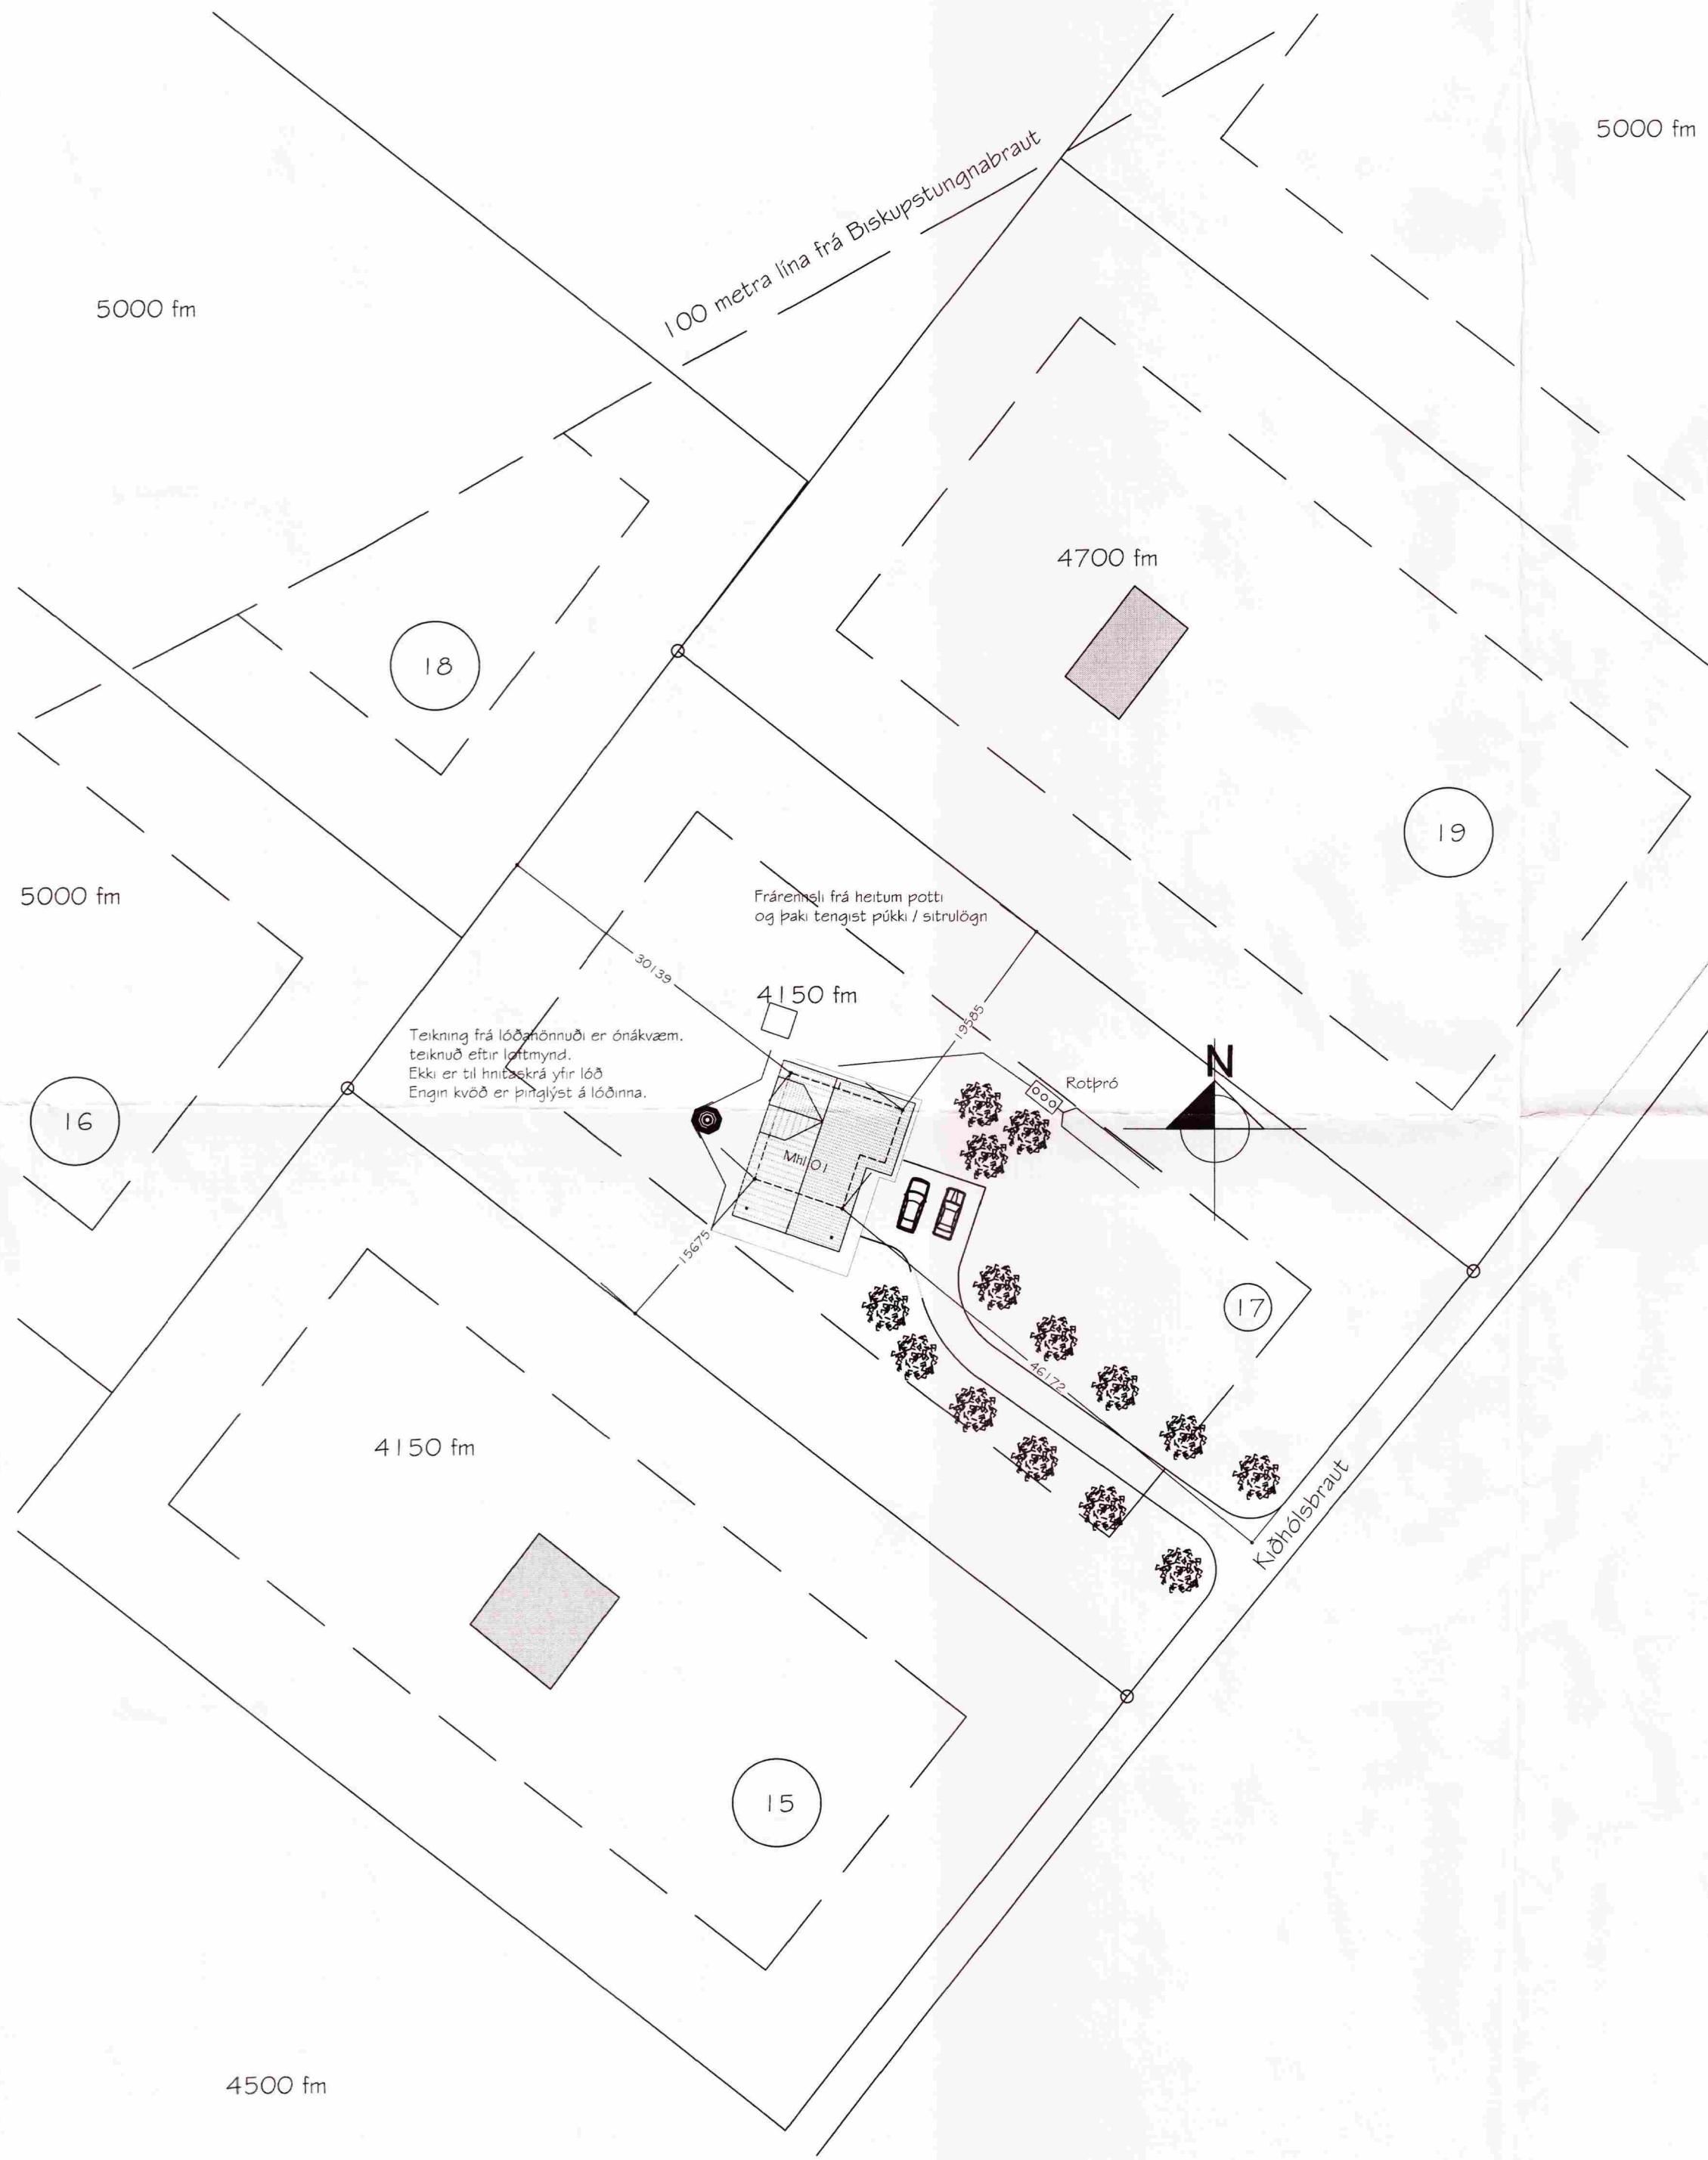 5000 fm
100 metra lína frá Biskupstungnabraut
5000 fm
4700 fm
18
19
5000 fm
Frárennsli frá heitum potti
og þaki tengist púkki / sitrulögn
30139
4150 fm
19585
Teikning frá lóðahönnuði er ónákvæm.
teiknuð eftir loftmynd.
Ekki er til hnitaskrá yfir lóð
Engin kvöð er þinglýst á lóðinna.
N
Rotþró
16
Mhl 01
15675
17
46172
4150 fm
Kiðhólsbraut
15
4500 fm